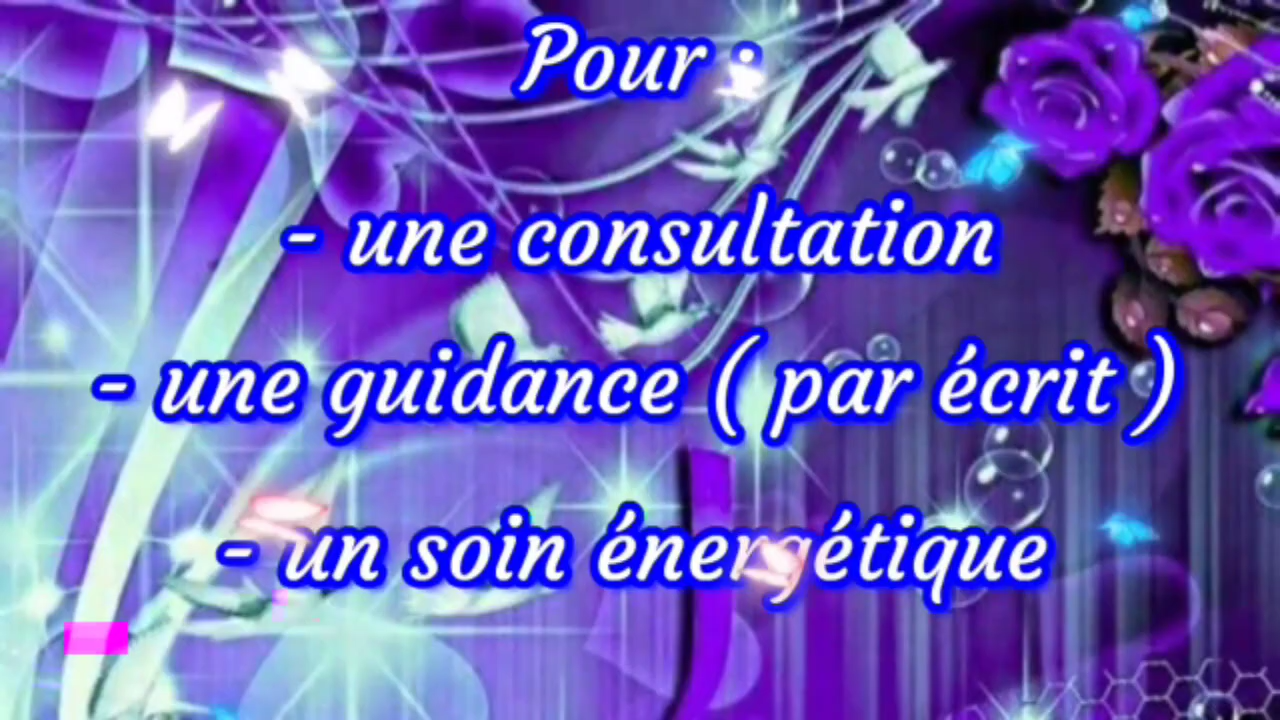 Pour :
- une consultation
- une guidance ( par écrit )
- un soin énergétique